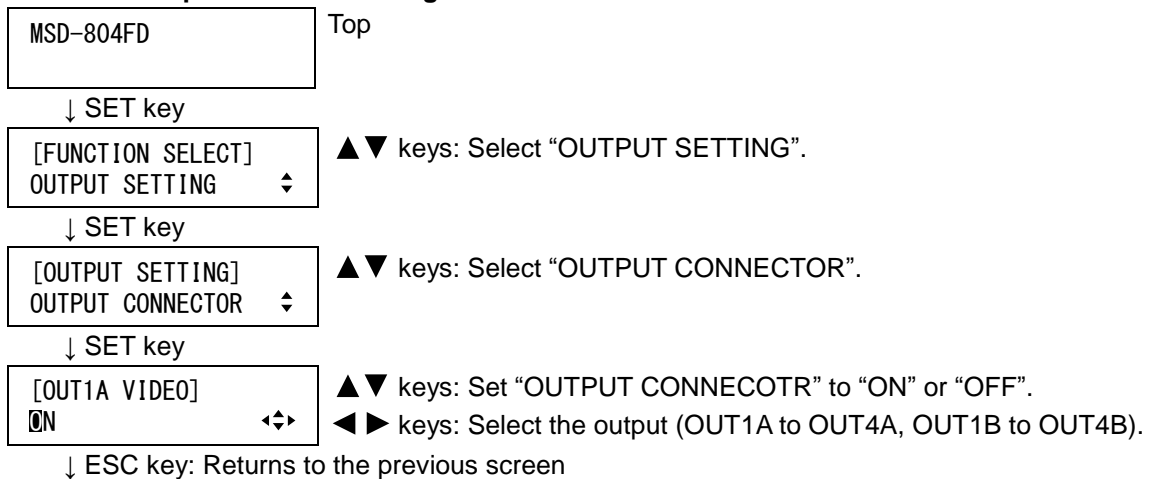 MSD-804FD
Top
↓ SET key
[FUNCTION SELECT]
OUTPUT SETTING
▲▼ keys: Select “OUTPUT SETTING”.
↓ SET key
[OUTPUT SETTING]
OUTPUT CONNECTOR
▲▼ keys: Select “OUTPUT CONNECTOR”.
↓ SET key
[OUT1A VIDEO]
ON
▲▼ keys: Set “OUTPUT CONNECOTR” to “ON” or “OFF”.
◀ ▶ keys: Select the output (OUT1A to OUT4A, OUT1B to OUT4B).
↓ ESC key: Returns to the previous screen